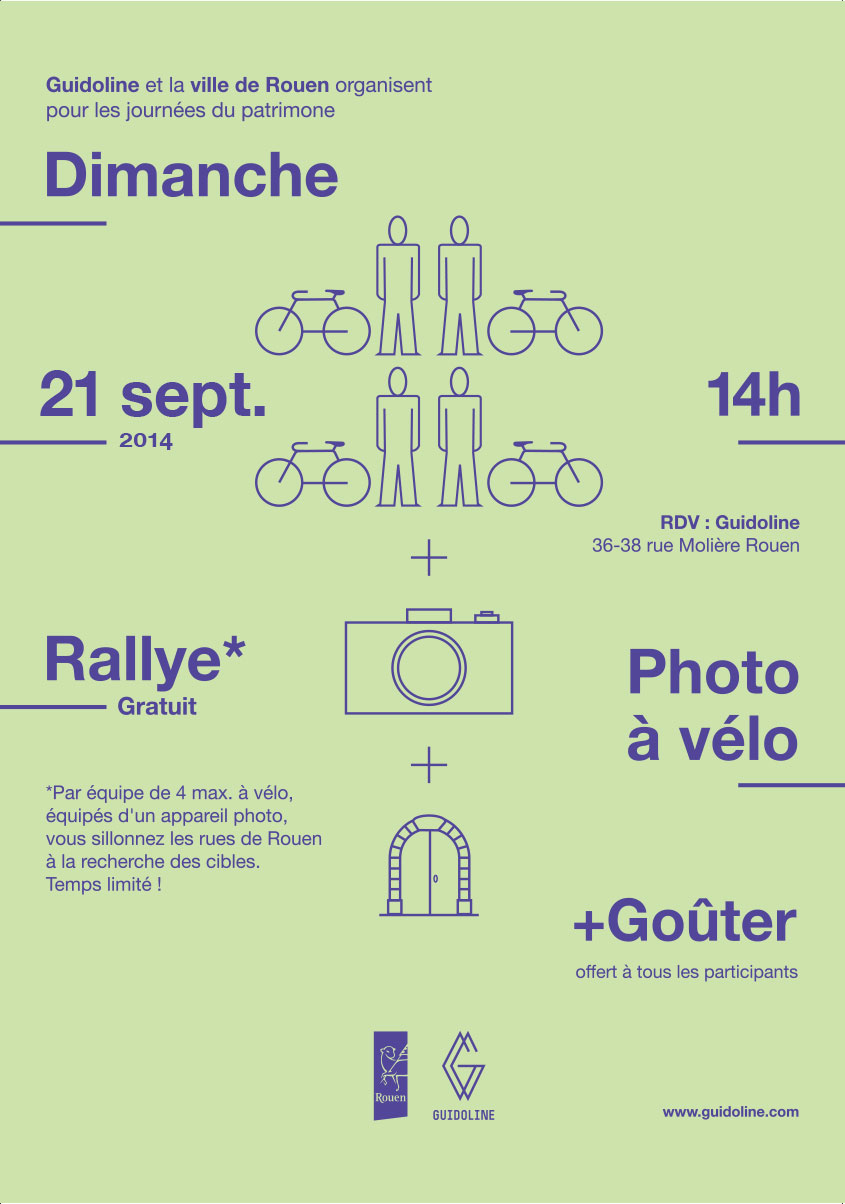 Guidoline et la ville de Rouen organisent
pour les journées du patrimone
Dimanche
21 sept.
2014
14h
RDV : Guidoline
36-38 rue Molière Rouen
Rallye*
Gratuit
Photo
à vélo
*Par équipe de 4 max. à vélo,
équipés d'un appareil photo,
vous sillonnez les rues de Rouen
à la recherche des cibles.
Temps limité !
+Goûter
offert à tous les participants
Rouen
GUIDOLINE
www.guidoline.com